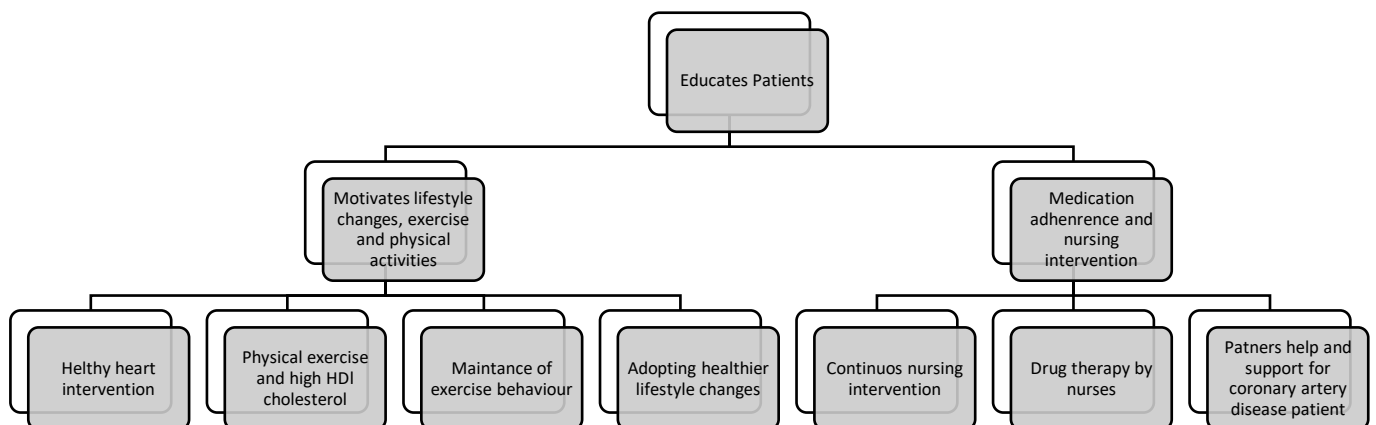 Educates Patients
Motivates lifestyle
changes, exercise
and physical
activities
Medication
adhenrence and
nursing
intervention
Helthy heart
intervention
Physical exercise
and high HDl
cholesterol
Maintance of
exercise behaviour
Adopting healthier
lifestyle changes
Continuos nursing
intervention
Drug therapy by
nurses
Patners help and
support for
coronary artery
disease patient